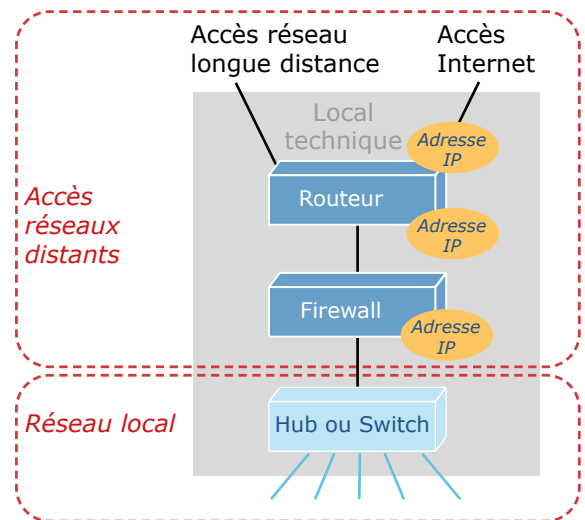 Accès réseau
longue distance
Accès
Internet
Local
technique
Adresse
IP
Routeur
Adresse
IP
Accès
réseaux
distants
Firewall
Adresse
IP
Réseau local
Hub ou Switch